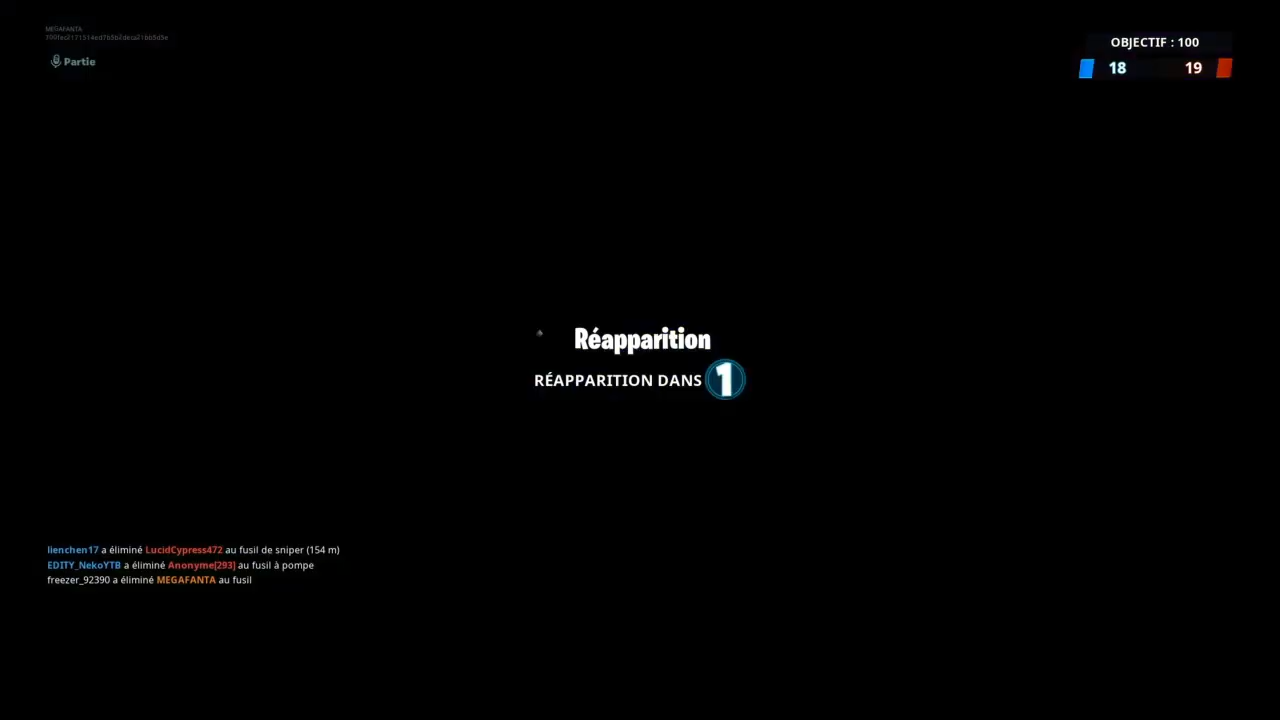 MEGAFANTA
Partie
OBJECTIF : 100
18 19
Réapparition
RÉAPPARITION DANS 1
lienchen17 a éliminé LucidCypress472 au fusil de sniper (154 m)
EDITY_NekoYTB a éliminé Anonyme[293] au fusil à pompe
freezer_92390 a éliminé MEGAFANTA au fusil